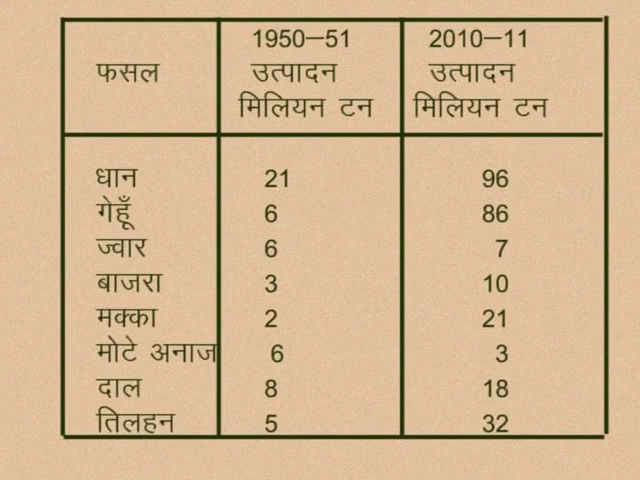 1950–51 2010–11
फसल उत्पादन उत्पादन
मिलियन टन मिलियन टन
धान 21 96
गेहूँ 6 86
ज्वार 6 7
बाजरा 3 10
मक्का 2 21
मोटे अनाज 6 3
दाल 8 18
तिलहन 5 32